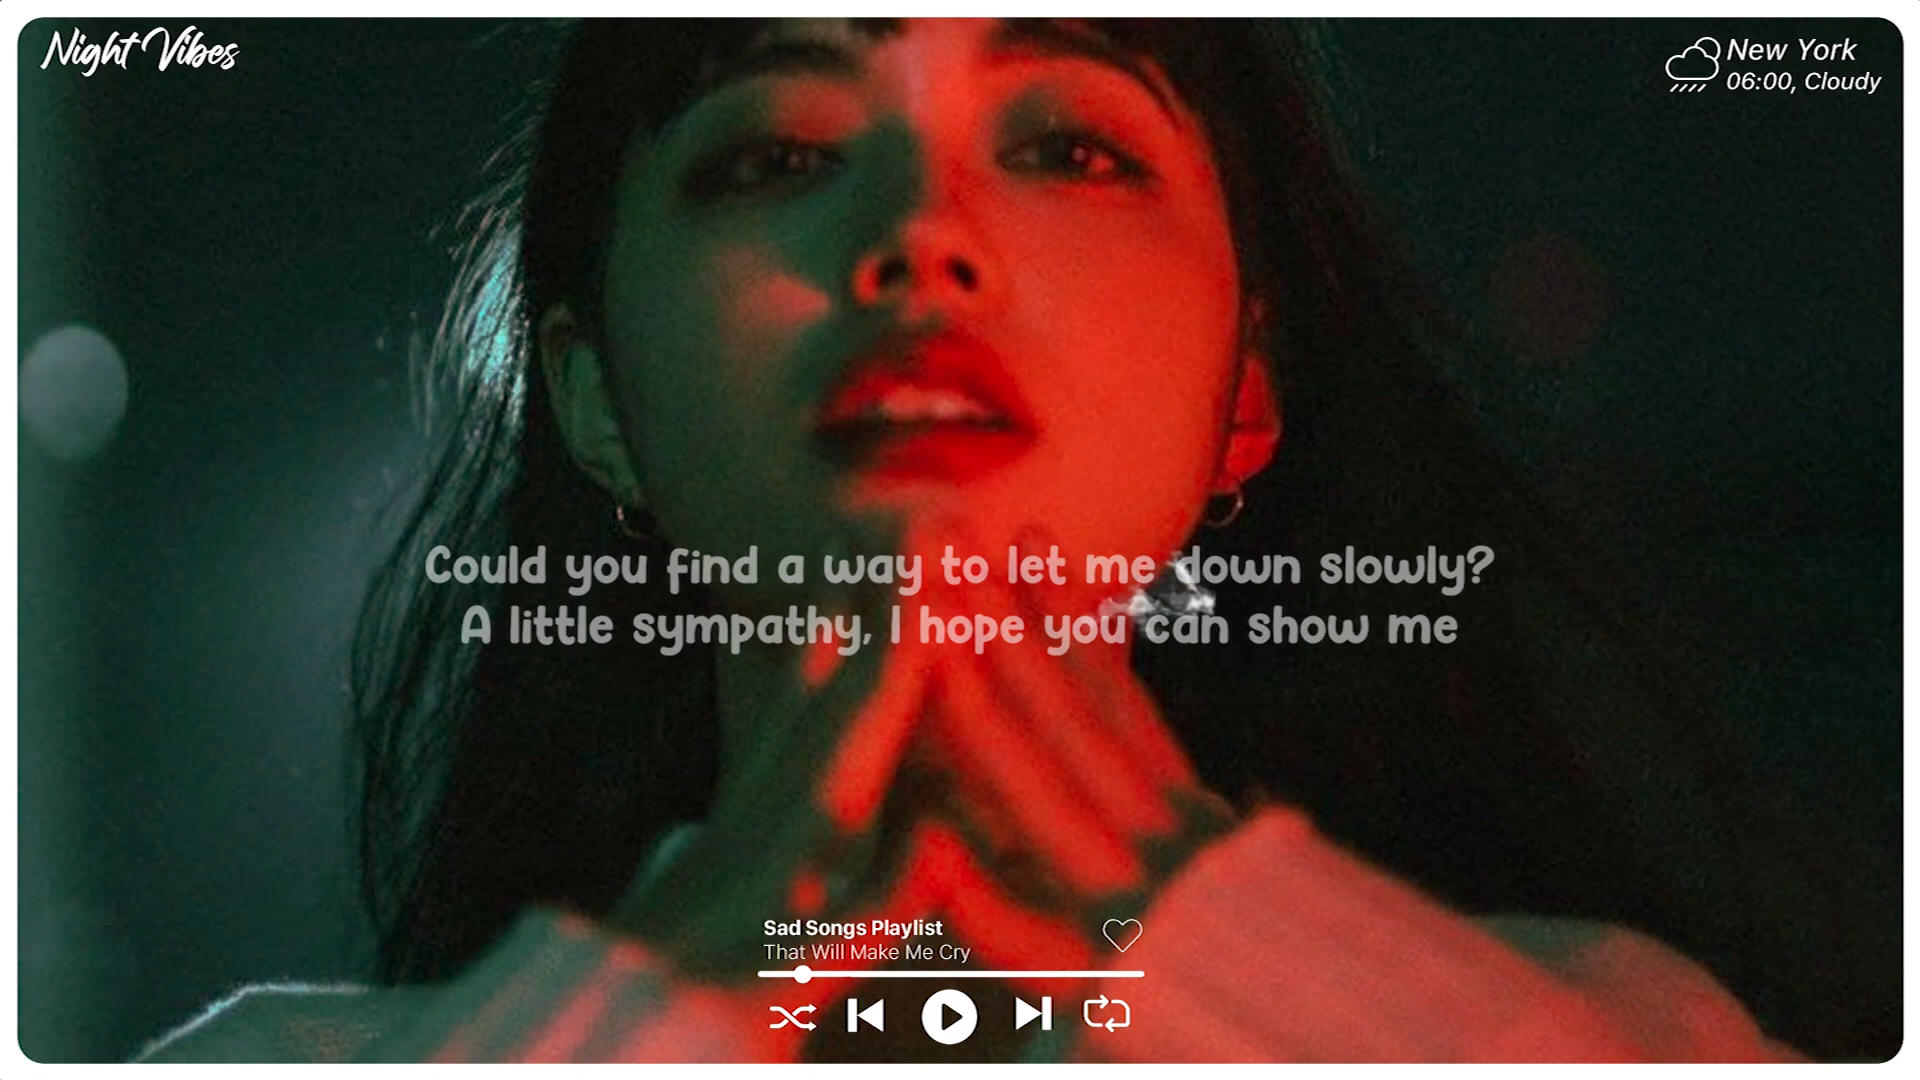 Night Vibes
New York
06:00, Cloudy
Could you find a way to let me down slowly?
A little sympathy, I hope you can show me
Sad Songs Playlist
That Will Make Me Cry